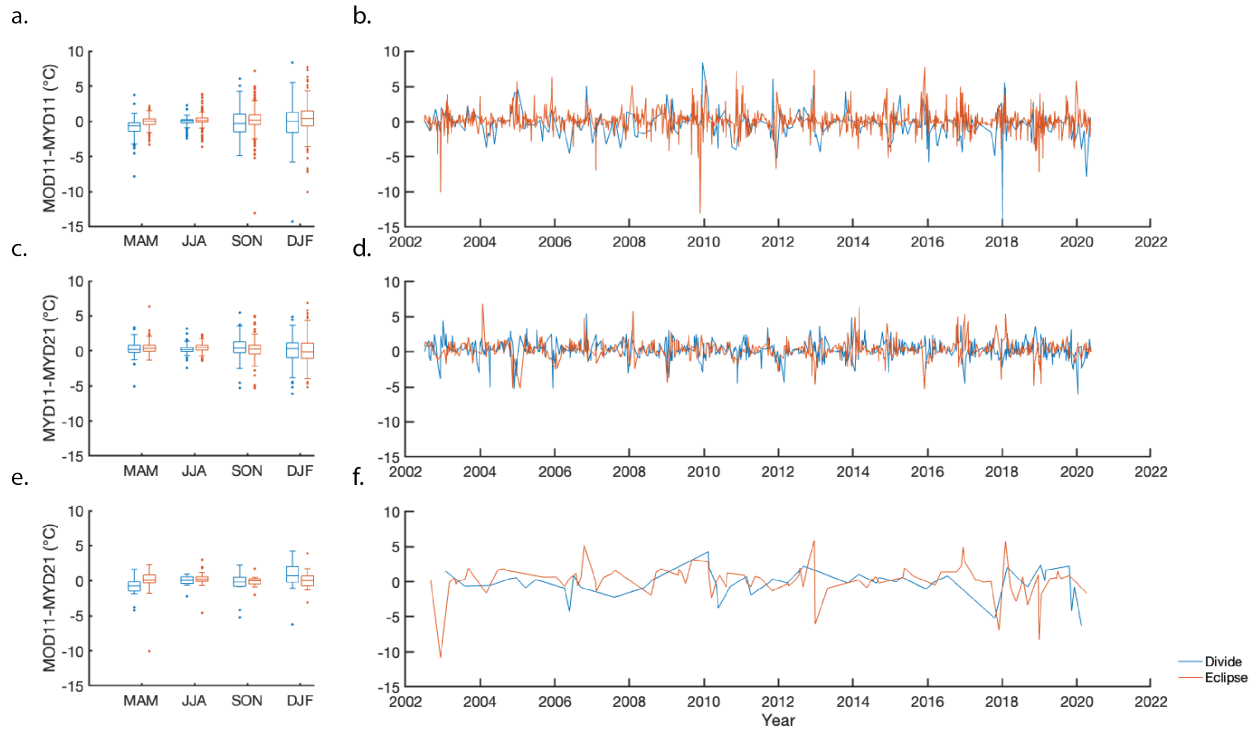 a.
b.
MOD11-MYD11 (°C)
10
5
0
-5
-10
-15
MAM JJA SON DJF
10
5
0
-5
-10
-15
2002 2004 2006 2008 2010 2012 2014 2016 2018 2020 2022
c.
d.
MYD11-MYD21 (°C)
10
5
0
-5
-10
-15
MAM JJA SON DJF
10
5
0
-5
-10
-15
2002 2004 2006 2008 2010 2012 2014 2016 2018 2020 2022
e.
f.
MOD11-MYD21 (°C)
10
5
0
-5
-10
-15
MAM JJA SON DJF
10
5
0
-5
-10
-15
2002 2004 2006 2008 2010 2012 2014 2016 2018 2020 2022
Year
Divide
Eclipse